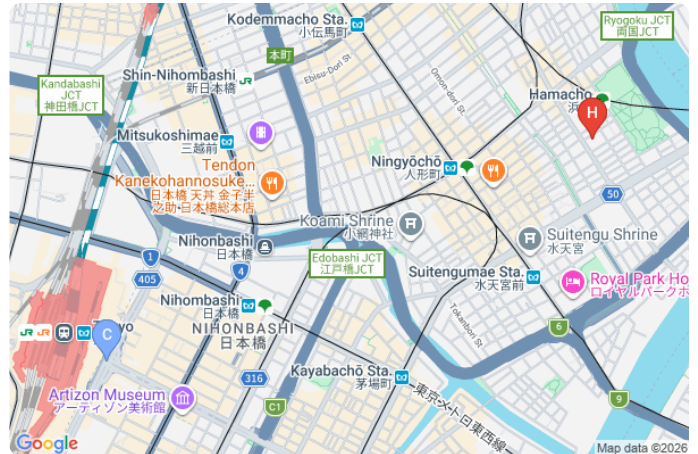 Kodemmacho Sta.
小伝馬町
Ryogoku JCT
両国JCT
本町
Ebisu-Dori St
Omon-dori St
Shin-Nihombashi
新日本橋
JR
Kandabashi
JCT
神田橋JCT
Hamacho
浜
H
Mitsukoshimae
三越前
Tendon
Kanekohannosuke...
日本橋 天丼 金子半
之助 日本橋総本店
Ningyōchō
人形町
50
Koami Shrine
小網神社
Suitengu Shrine
水天宮
Nihonbashi
日本橋
Edobashi JCT
江戸橋JCT
1
405
4
Suitengumae Sta.
水天宮前
Royal Park Ho
ロイヤルパークホ
Nihombashi
日本橋
NIHONBASHI
日本橋
Tokanbori St
6
JR
JR
C
Kayabachō Sta.
茅場町
316
Artizon Museum
アーティゾン美術館
C1
9
東京メトロ東西線
Google
Map data ©2026